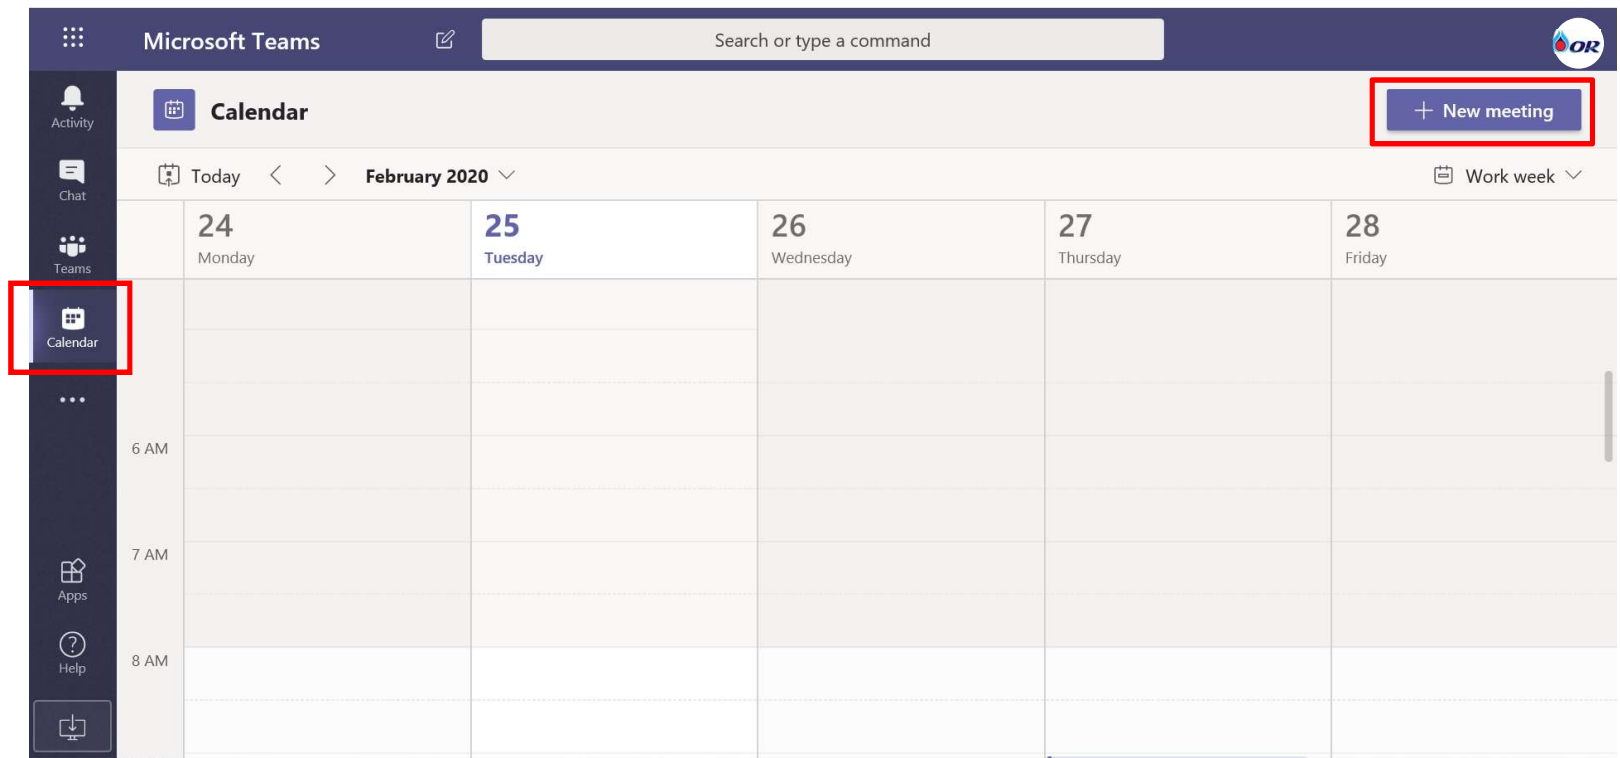 Microsoft Teams
Search or type a command
OR
Activity
Calendar
+ New meeting
Chat
Today
February 2020
Work week
Teams
24
Monday
25
Tuesday
26
Wednesday
27
Thursday
28
Friday
Calendar
6 AM
7 AM
Apps
8 AM
Help